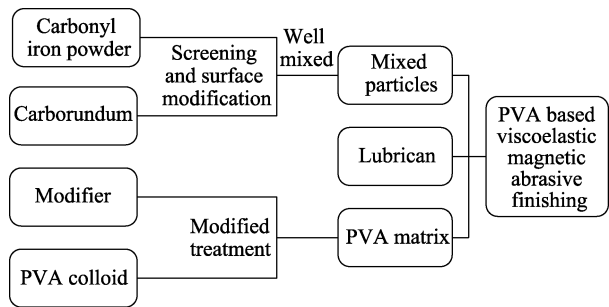 Carbonyl
iron powder
Carborundum
Screening
and surface
modification
Well
mixed
Mixed
particles
Lubrican
Modifier
PVA colloid
Modified
treatment
PVA matrix
PVA based
viscoelastic
magnetic
abrasive
finishing